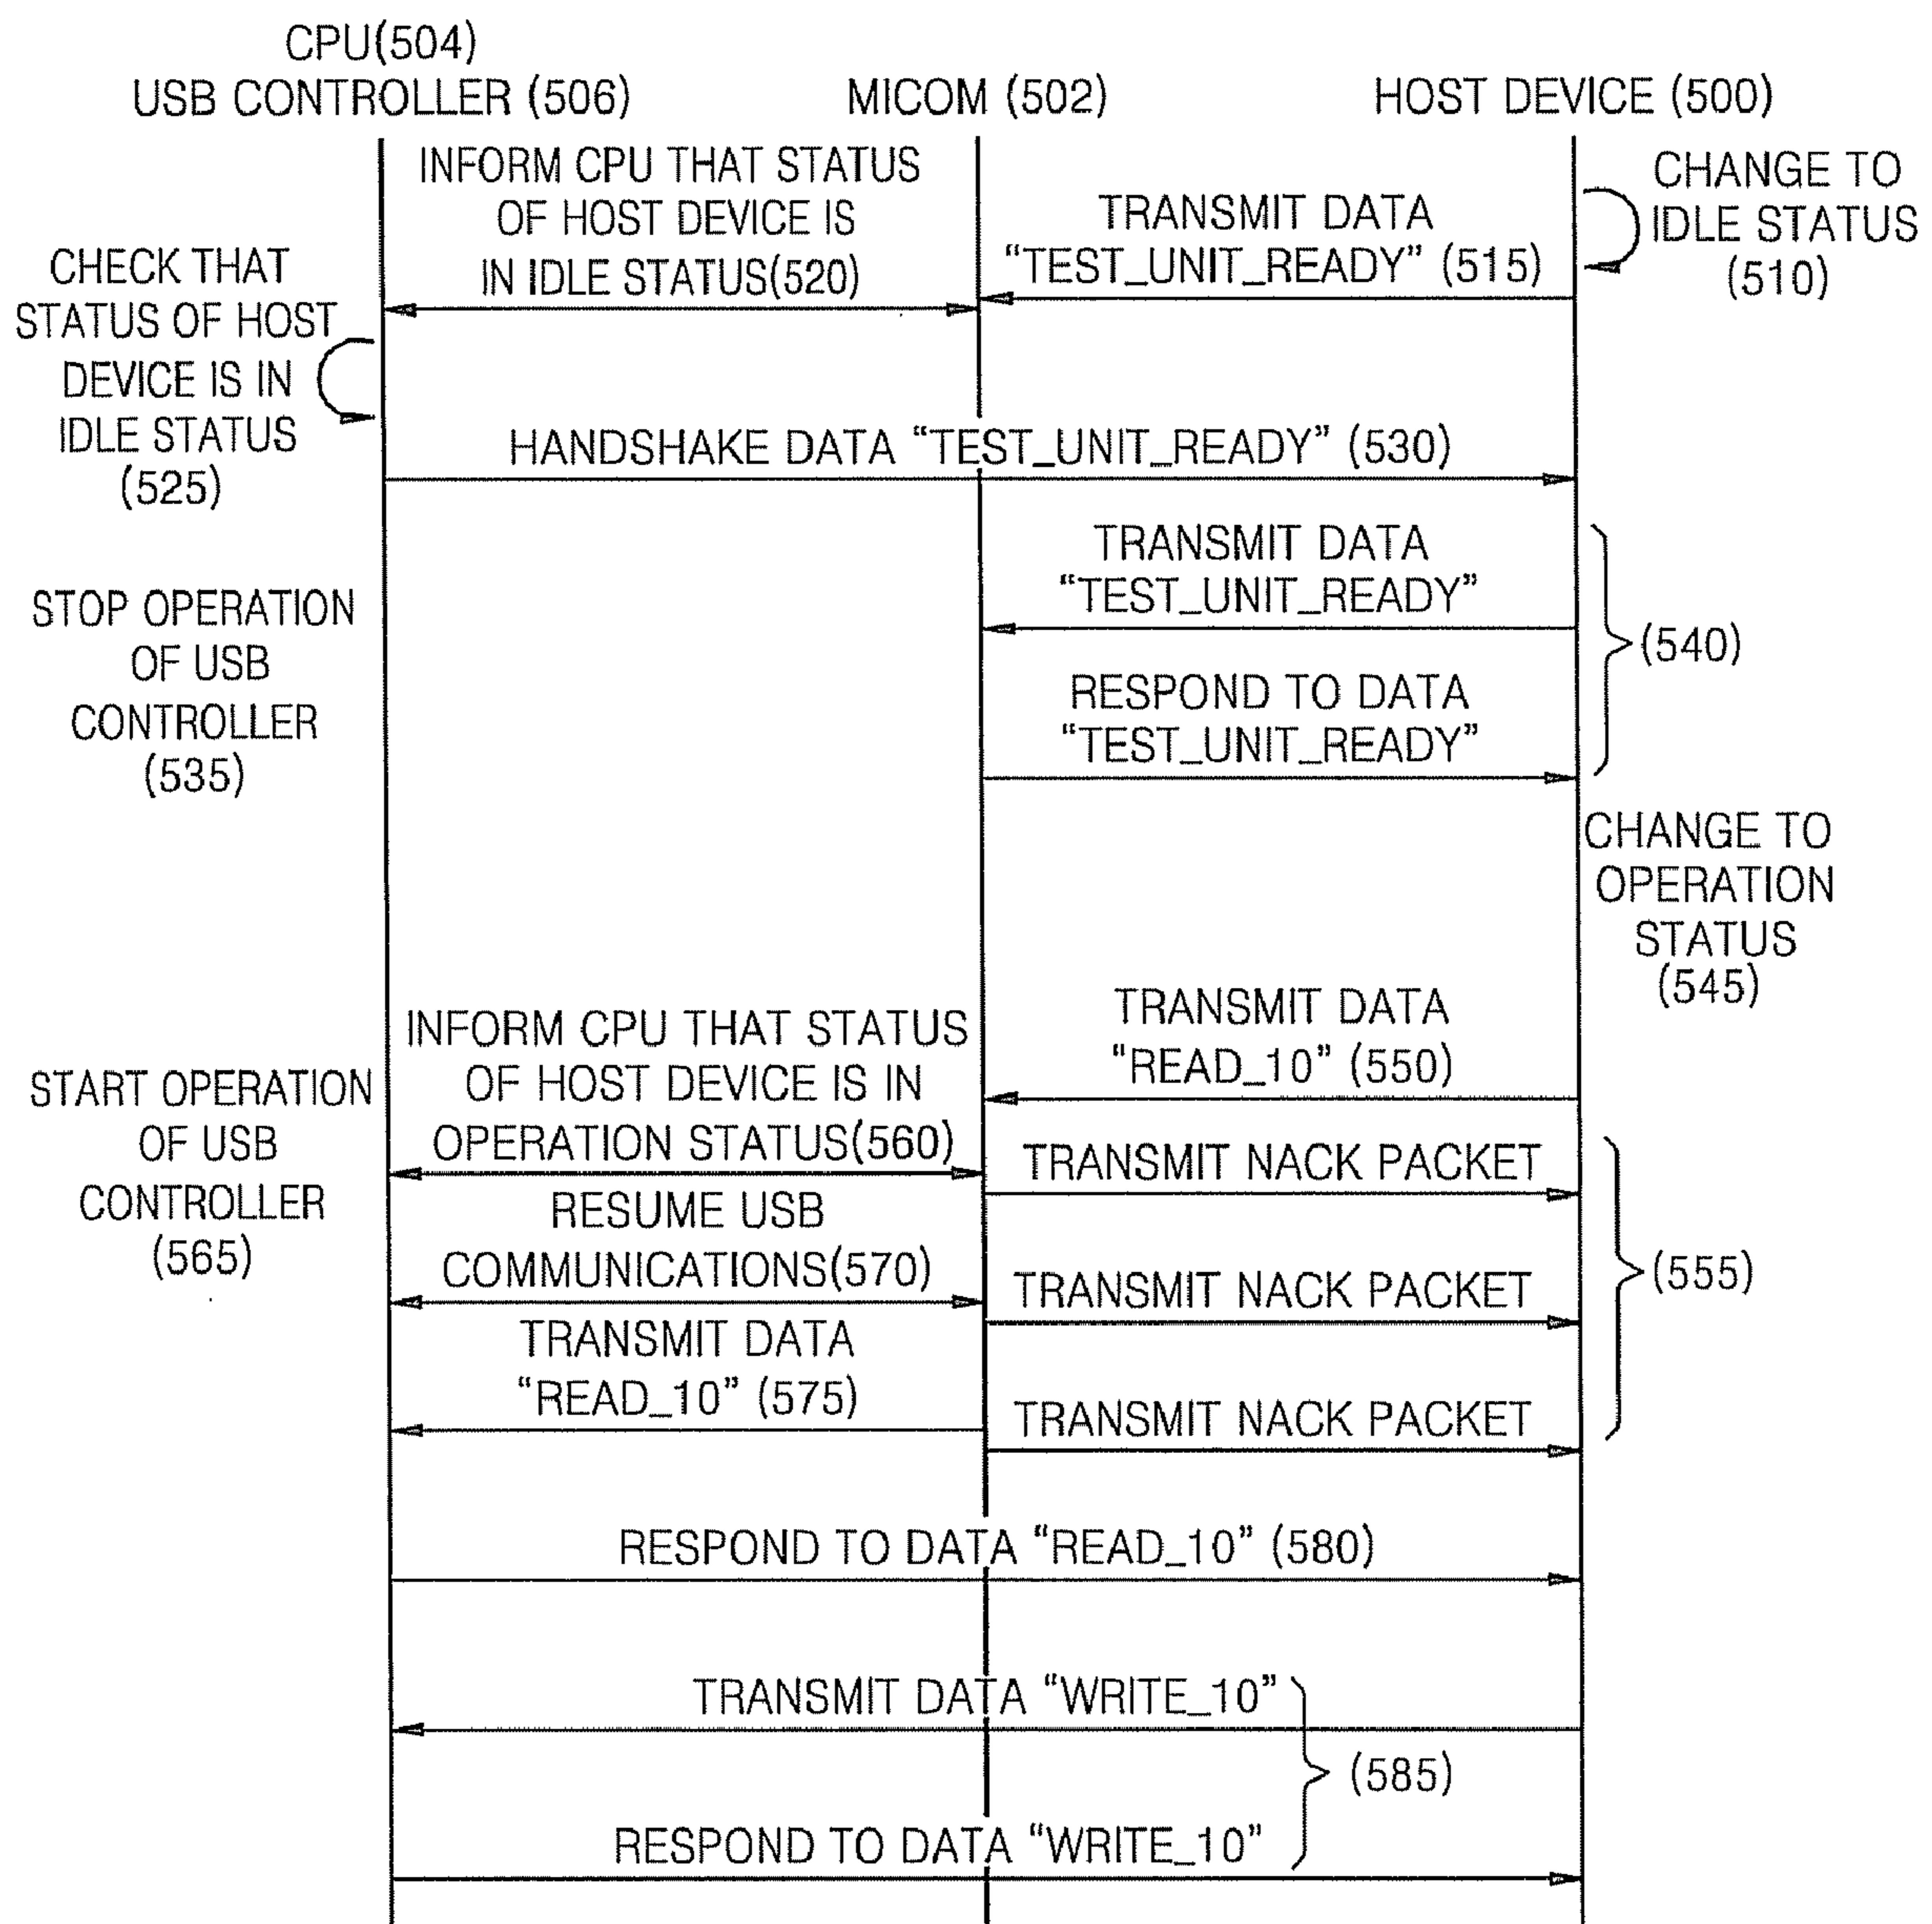 CPU(504)
USB CONTROLLER (506)
MICOM (502)
HOST DEVICE (500)
INFORM CPU THAT STATUS
OF HOST DEVICE IS
IN IDLE STATUS(520)
TRANSMIT DATA
“TEST_UNIT_READY” (515)
CHANGE TO
IDLE STATUS
(510)
CHECK THAT
STATUS OF HOST
DEVICE IS IN
IDLE STATUS
(525)
HANDSHAKE DATA “TEST_UNIT_READY” (530)
TRANSMIT DATA
“TEST_UNIT_READY”
RESPOND TO DATA
“TEST_UNIT_READY”
(540)
STOP OPERATION
OF USB
CONTROLLER
(535)
CHANGE TO
OPERATION
STATUS
(545)
TRANSMIT DATA
“READ_10” (550)
INFORM CPU THAT STATUS
OF HOST DEVICE IS IN
OPERATION STATUS(560)
START OPERATION
OF USB
CONTROLLER
(565)
TRANSMIT NACK PACKET
RESUME USB
COMMUNICATIONS(570)
TRANSMIT NACK PACKET
(555)
TRANSMIT DATA
“READ_10” (575)
TRANSMIT NACK PACKET
RESPOND TO DATA “READ_10” (580)
TRANSMIT DATA “WRITE_10”
(585)
RESPOND TO DATA “WRITE_10”